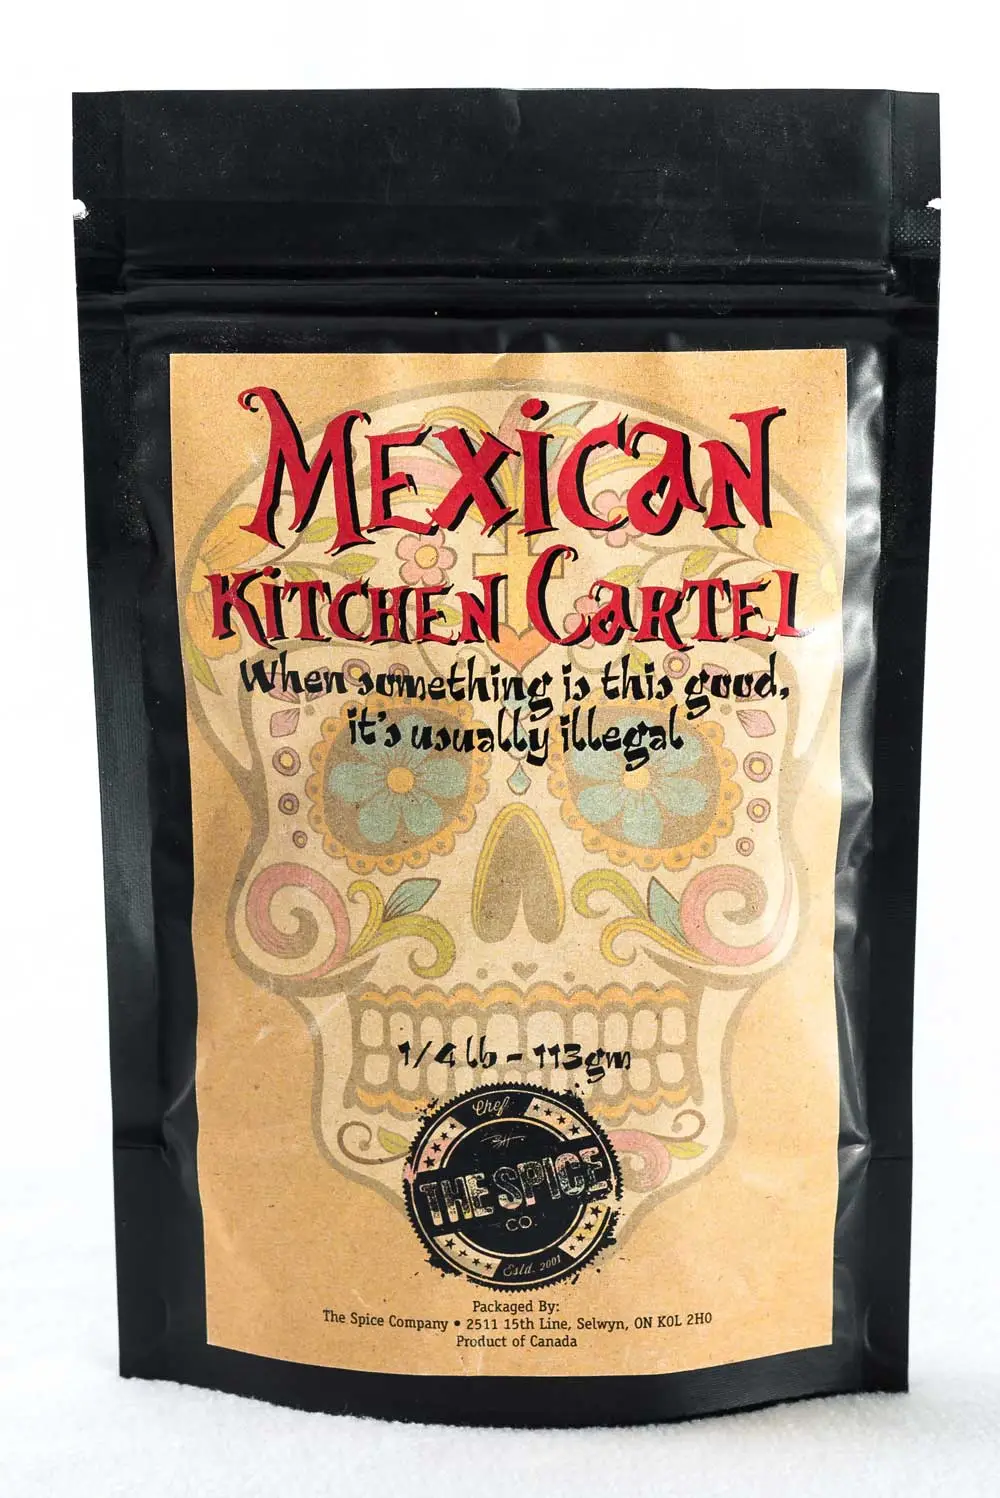 Mexican
Kitchen Cartel
When something is this good,
it's usually illegal
1/4 lb - 113gm
Chef
BH
THE SPICE
CO.
Estd. 2001
Packaged By:
The Spice Company • 2511 15th Line, Selwyn, ON K0L 2H0
Product of Canada